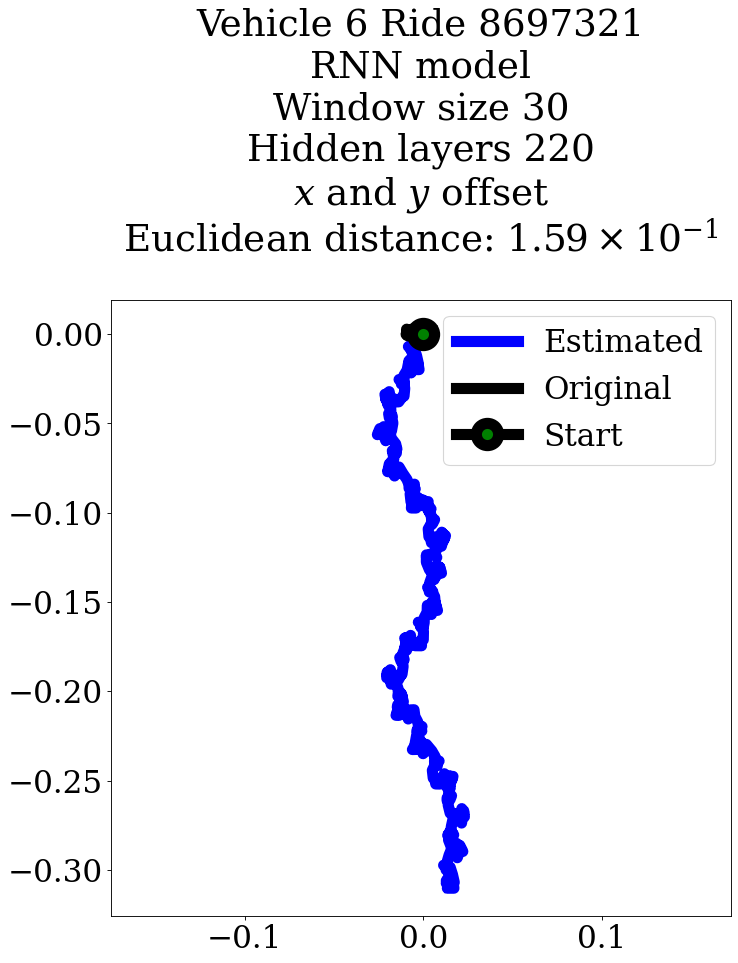 Vehicle 6 Ride 8697321
RNN model
Window size 30
Hidden layers 220
x and y offset
Euclidean distance: 1.59 × 10⁻¹
0.00
−0.05
−0.10
−0.15
−0.20
−0.25
−0.30
Estimated
Original
Start
−0.1 0.0 0.1